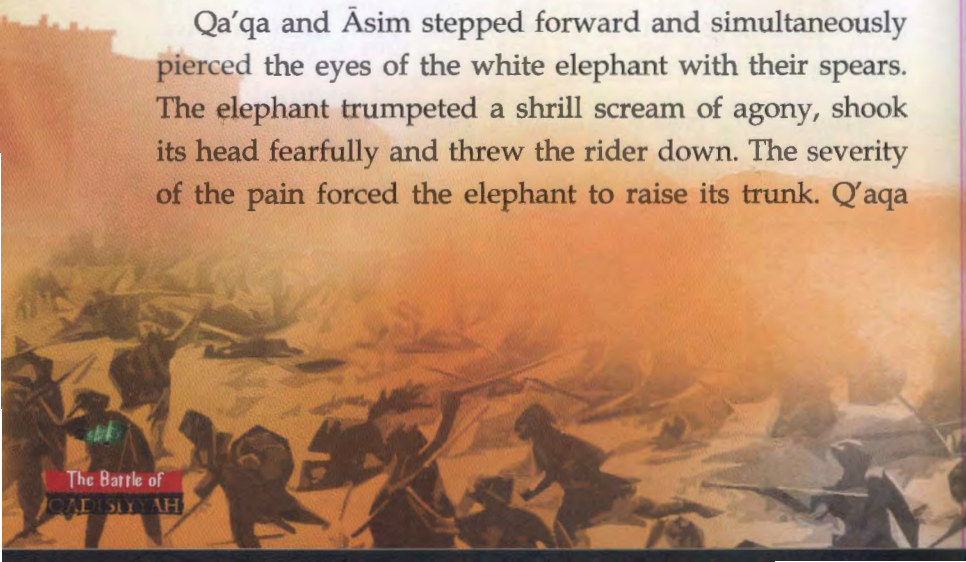 Qa'qa and Āsim stepped forward and simultaneously
pierced the eyes of the white elephant with their spears.
The elephant trumpeted a shrill scream of agony, shook
its head fearfully and threw the rider down. The severity
of the pain forced the elephant to raise its trunk. Q'aqa
The Battle of
QADISIYYAH